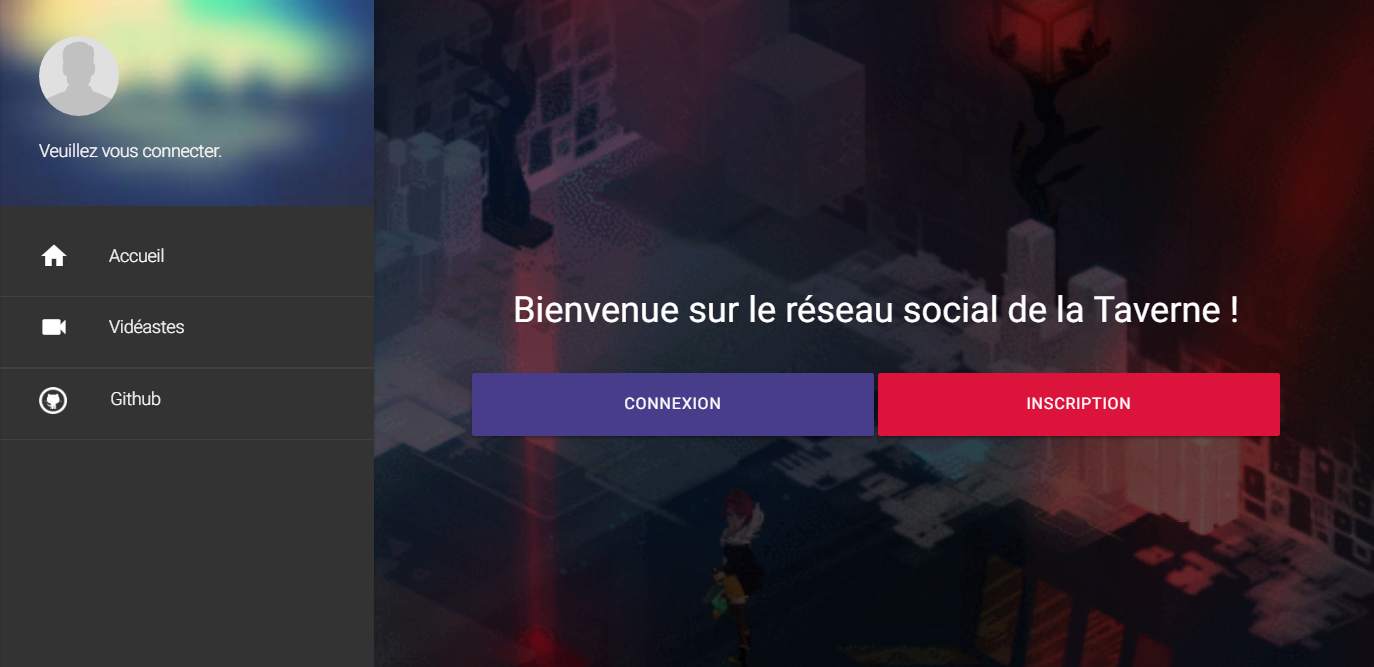 Veuillez vous connecter.
Accueil
Vidéastes
Github
Bienvenue sur le réseau social de la Taverne !
CONNEXION
INSCRIPTION